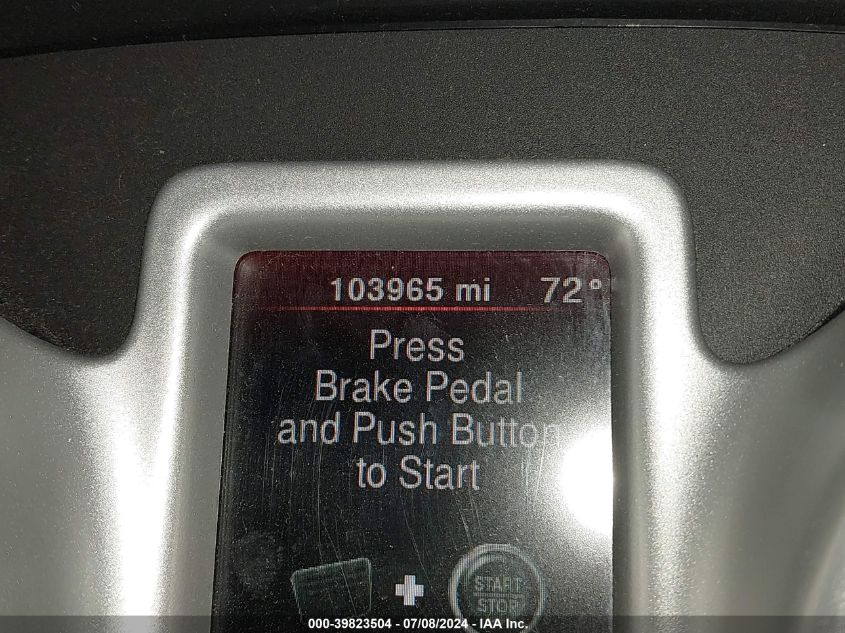 103965 mi 72°
Press
Brake Pedal
and Push Button
to Start
START
STOP
000-39823504 - 07/08/2024 - IAA Inc.